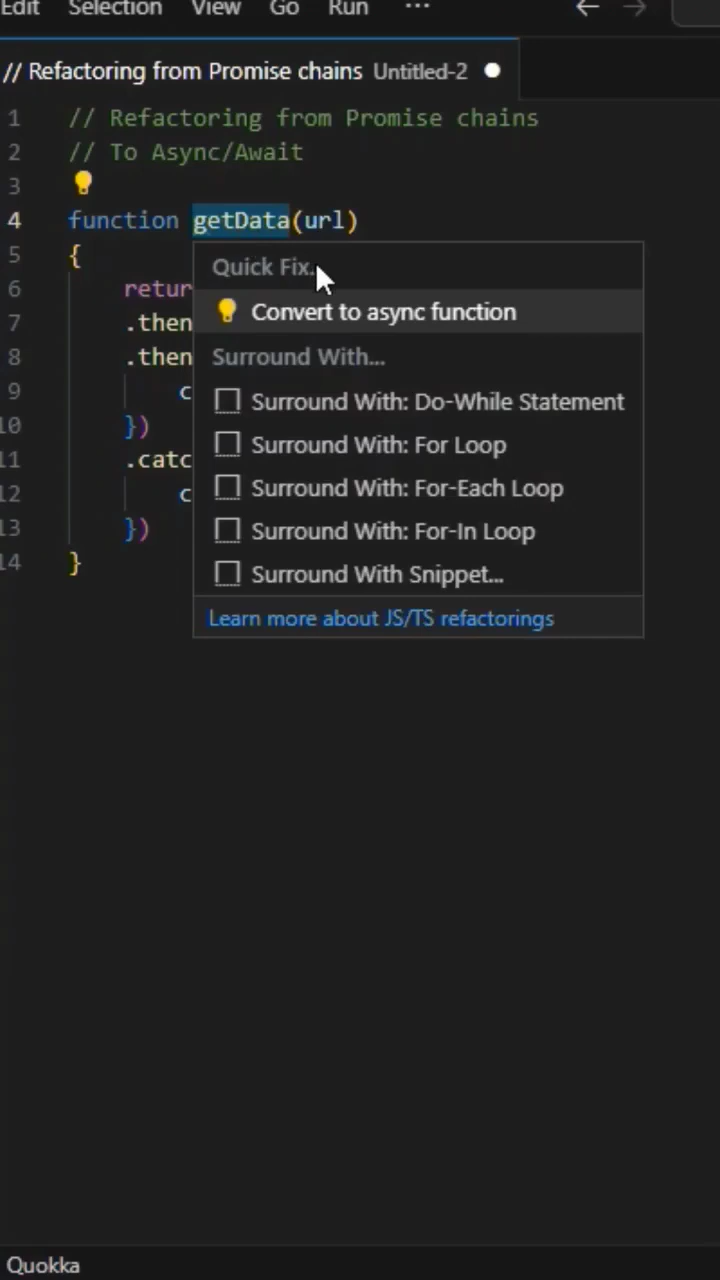 Edit Selection View Go Run ...
// Refactoring from Promise chains Untitled-2
1 // Refactoring from Promise chains
2 // To Async/Await
3
4 function getData(url)
5 {
Quick Fix...
6 retur
Convert to async function
7 .then
Surround With...
8 .then
9 c
Surround With: Do-While Statement
10 })
Surround With: For Loop
11 .catc
Surround With: For-Each Loop
12 c
Surround With: For-In Loop
13 })
14 }
Surround With Snippet...
Learn more about JS/TS refactorings
Quokka